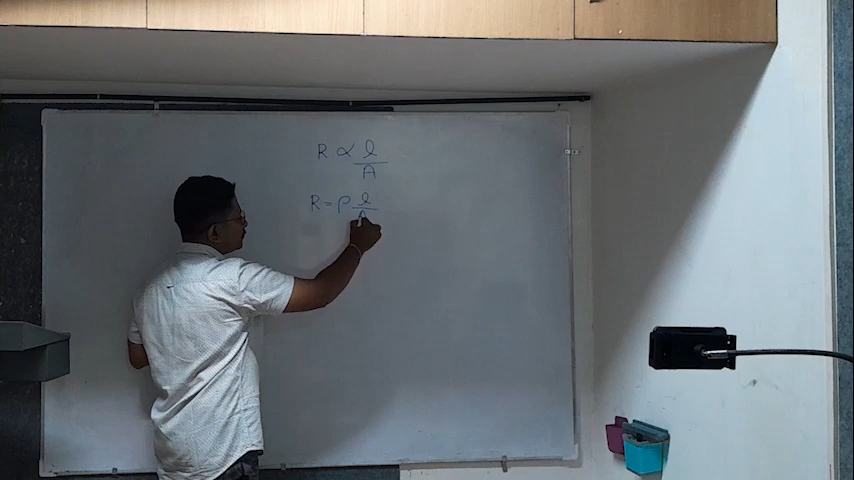 R ∝ l/A
R = ρ l/A